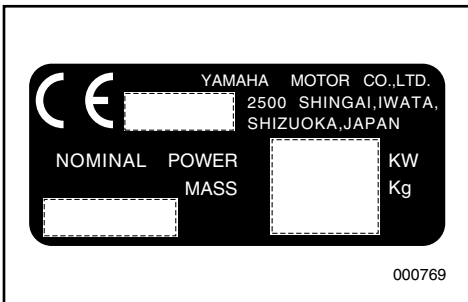 CE
YAMAHA MOTOR CO.,LTD.
2500 SHINGAI,IWATA,
SHIZUOKA,JAPAN
NOMINAL POWER KW
MASS Kg
000769